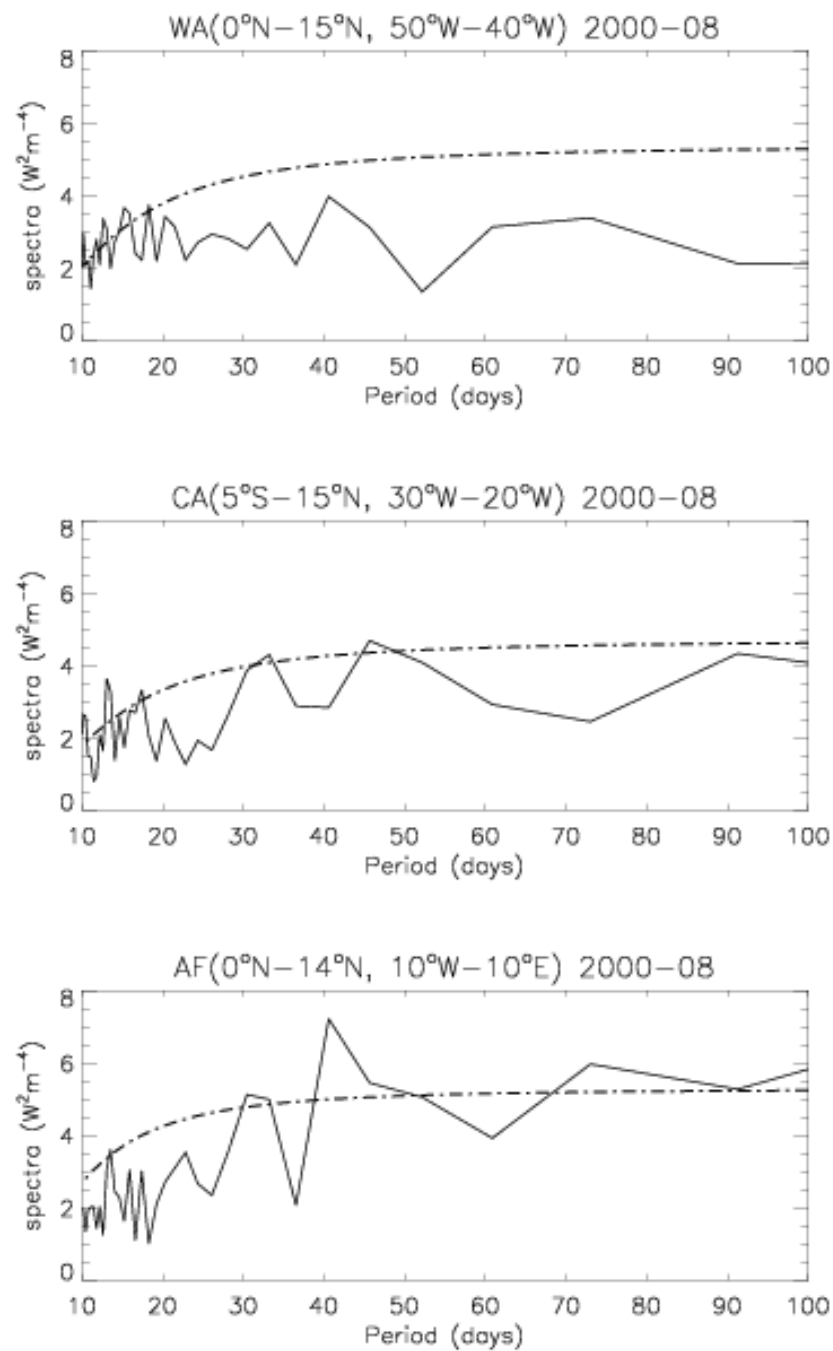 WA(0°N−15°N, 50°W−40°W) 2000−08
spectra (W²m⁻⁴)
8
6
4
2
0
10 20 30 40 50 60 70 80 90 100
Period (days)
CA(5°S−15°N, 30°W−20°W) 2000−08
spectra (W²m⁻⁴)
8
6
4
2
0
10 20 30 40 50 60 70 80 90 100
Period (days)
AF(0°N−14°N, 10°W−10°E) 2000−08
spectra (W²m⁻⁴)
8
6
4
2
0
10 20 30 40 50 60 70 80 90 100
Period (days)